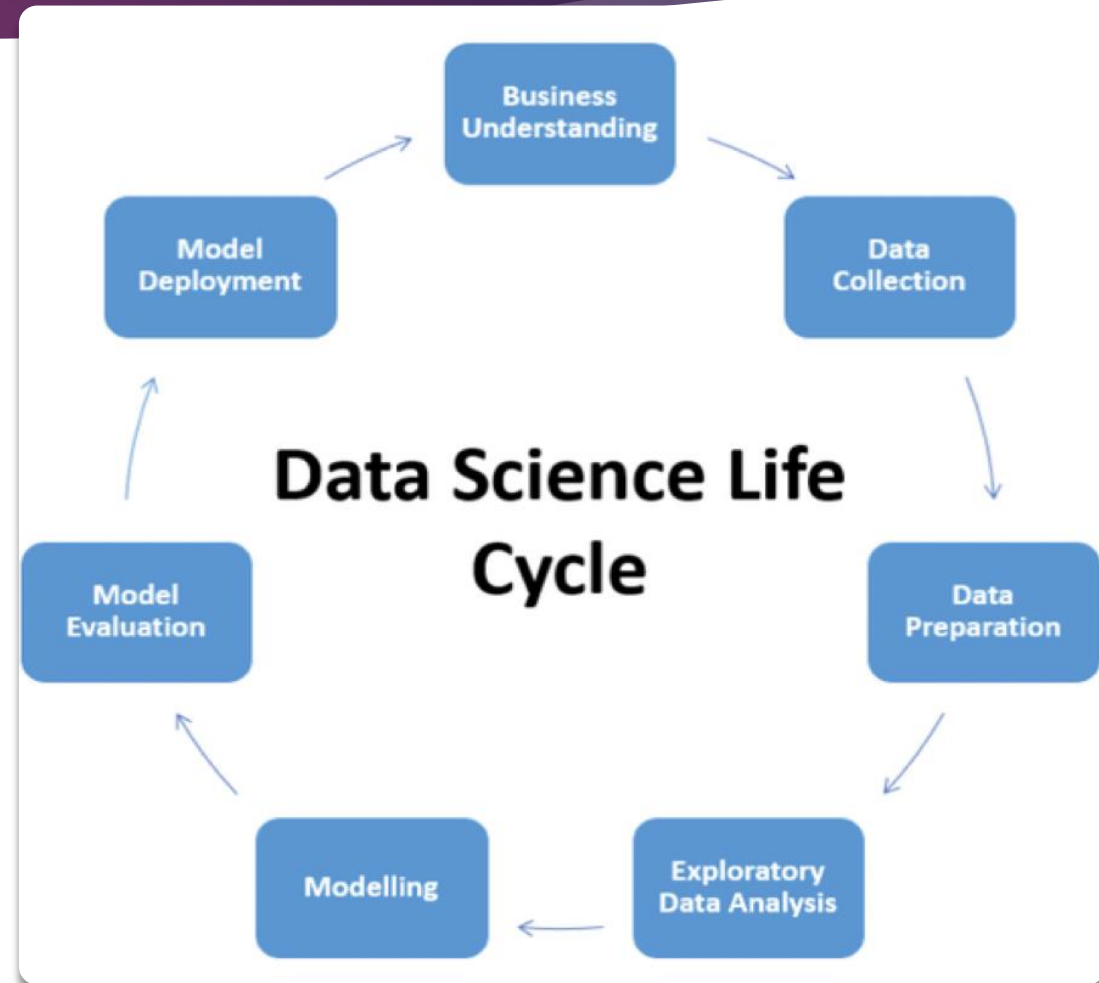 Business
Understanding
Data
Collection
Data
Preparation
Exploratory
Data Analysis
Modelling
Model
Evaluation
Model
Deployment
Data Science Life
Cycle